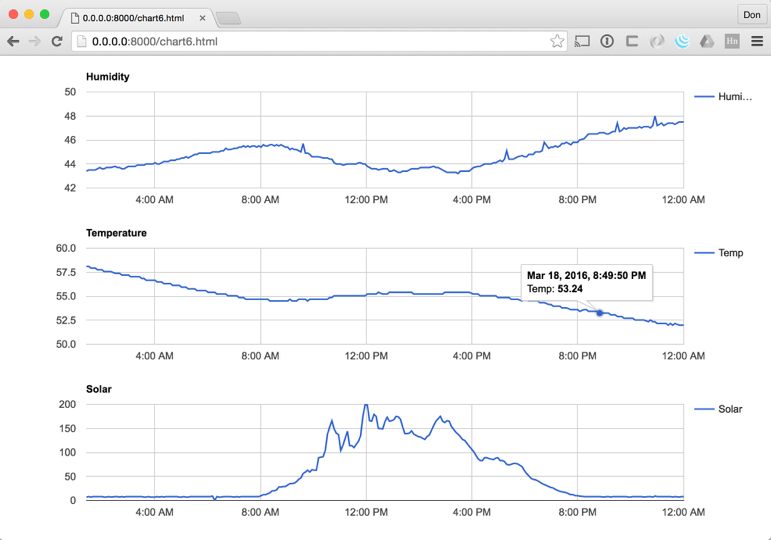 0.0.0.0:8000/chart6.html
Don
0.0.0.0:8000/chart6.html
Hn
Humidity
50
48
46
44
42
4:00 AM 8:00 AM 12:00 PM 4:00 PM 8:00 PM 12:00 AM
Humi...
Temperature
60.0
57.5
55.0
52.5
50.0
4:00 AM 8:00 AM 12:00 PM 4:00 PM 8:00 PM 12:00 AM
Temp
Mar 18, 2016, 8:49:50 PM
Temp: 53.24
Solar
200
150
100
50
0
4:00 AM 8:00 AM 12:00 PM 4:00 PM 8:00 PM 12:00 AM
Solar